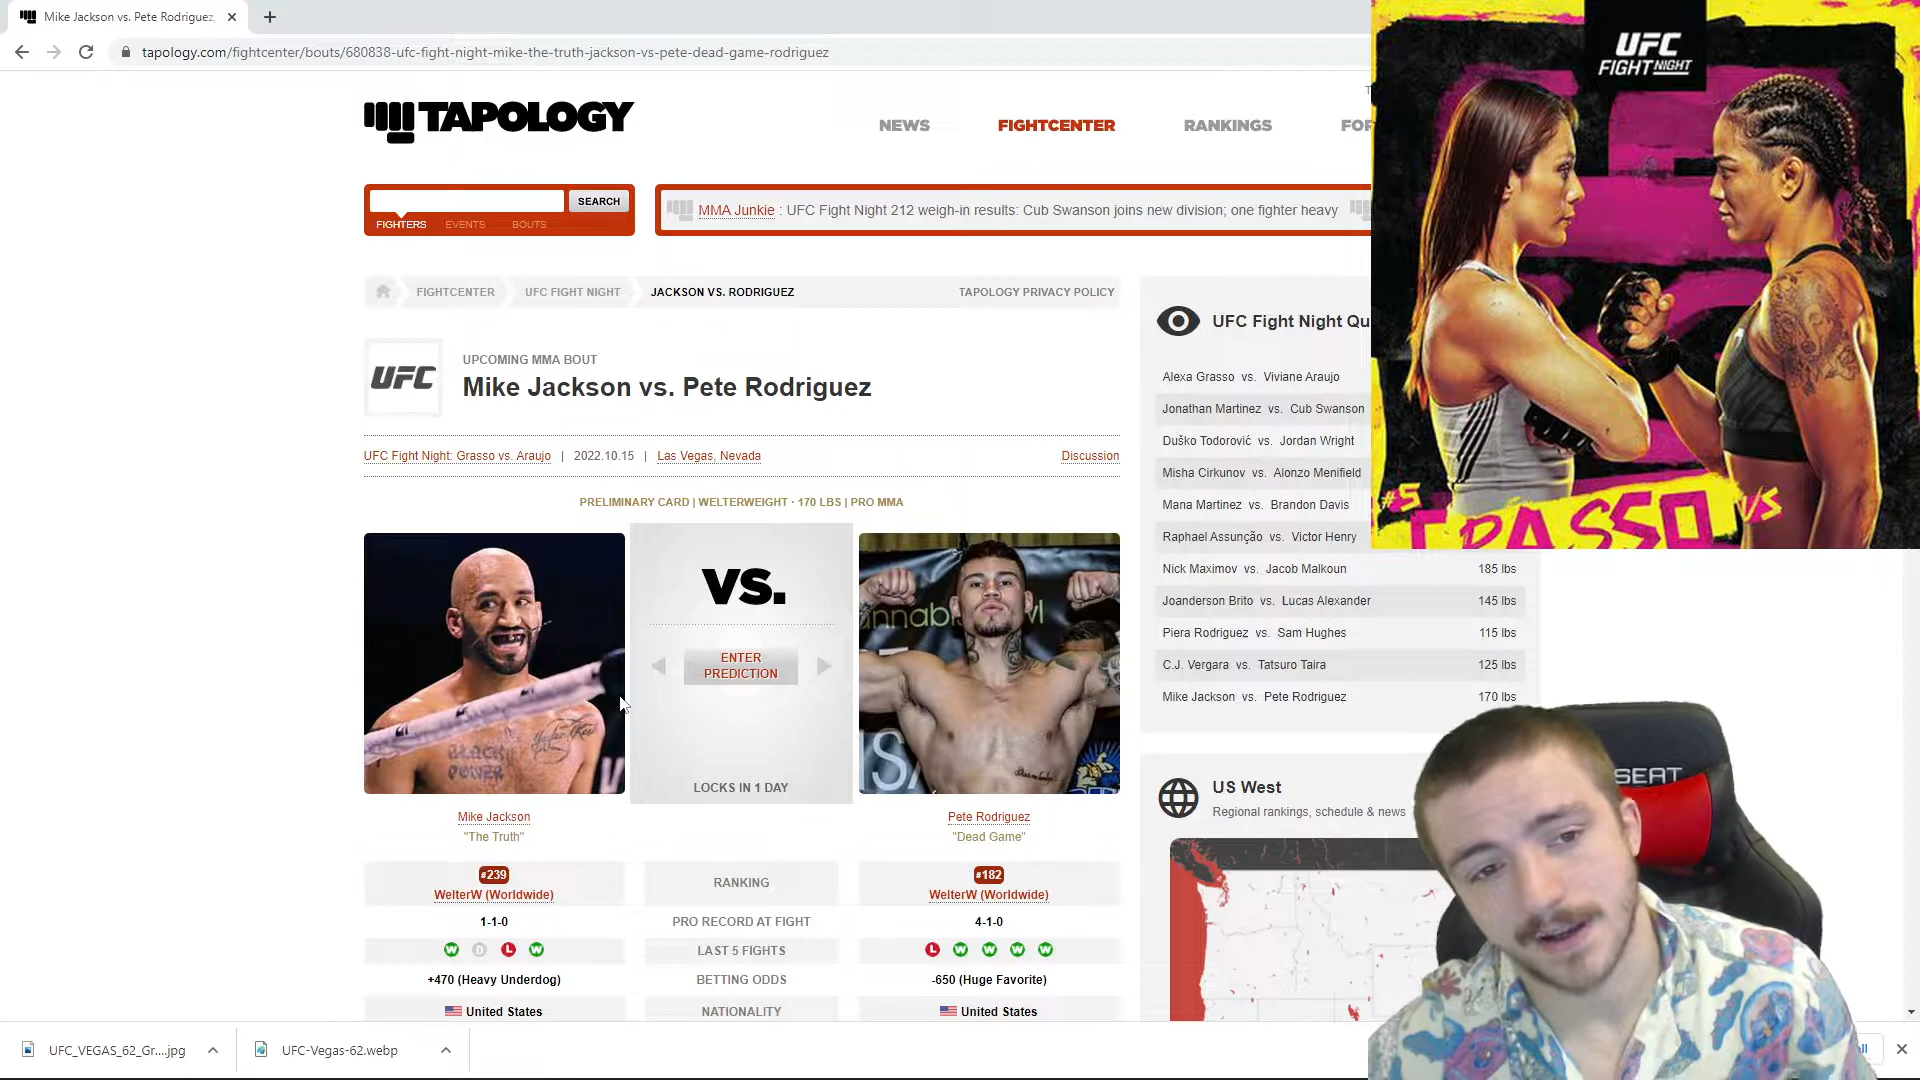 Mike Jackson vs. Pete Rodriguez,
tapology.com/fightcenter/bouts/680838-ufc-fight-night-mike-the-truth-jackson-vs-pete-dead-game-rodriguez
TAPOLOGY
NEWS
FIGHTCENTER
RANKINGS
FOR
SEARCH
FIGHTERS
EVENTS
BOUTS
MMA Junkie : UFC Fight Night 212 weigh-in results: Cub Swanson joins new division; one fighter heavy
FIGHTCENTER
UFC FIGHT NIGHT
JACKSON VS. RODRIGUEZ
TAPOLOGY PRIVACY POLICY
UFC
UPCOMING MMA BOUT
Mike Jackson vs. Pete Rodriguez
UFC Fight Night: Grasso vs. Araujo | 2022.10.15 | Las Vegas, Nevada
Discussion
PRELIMINARY CARD | WELTERWEIGHT · 170 LBS | PRO MMA
BLACK
POWER
VS.
ENTER
PREDICTION
LOCKS IN 1 DAY
Mike Jackson
"The Truth"
Pete Rodriguez
"Dead Game"
#239
WelterW (Worldwide)
RANKING
#182
WelterW (Worldwide)
1-1-0
PRO RECORD AT FIGHT
4-1-0
W D L W
LAST 5 FIGHTS
L W W W W
+470 (Heavy Underdog)
BETTING ODDS
-650 (Huge Favorite)
United States
NATIONALITY
United States
UFC Fight Night Qu
Alexa Grasso vs. Viviane Araujo
Jonathan Martinez vs. Cub Swanson
Duško Todorović vs. Jordan Wright
Misha Cirkunov vs. Alonzo Menifield
Mana Martinez vs. Brandon Davis
Raphael Assunção vs. Victor Henry
Nick Maximov vs. Jacob Malkoun 185 lbs
Joanderson Brito vs. Lucas Alexander 145 lbs
Piera Rodriguez vs. Sam Hughes 115 lbs
C.J. Vergara vs. Tatsuro Taira 125 lbs
Mike Jackson vs. Pete Rodriguez 170 lbs
US West
Regional rankings, schedule & news
UFC
FIGHT NIGHT
#5
GRASSO VS
SEAT
UFC_VEGAS_62_Gr....jpg
UFC-Vegas-62.webp